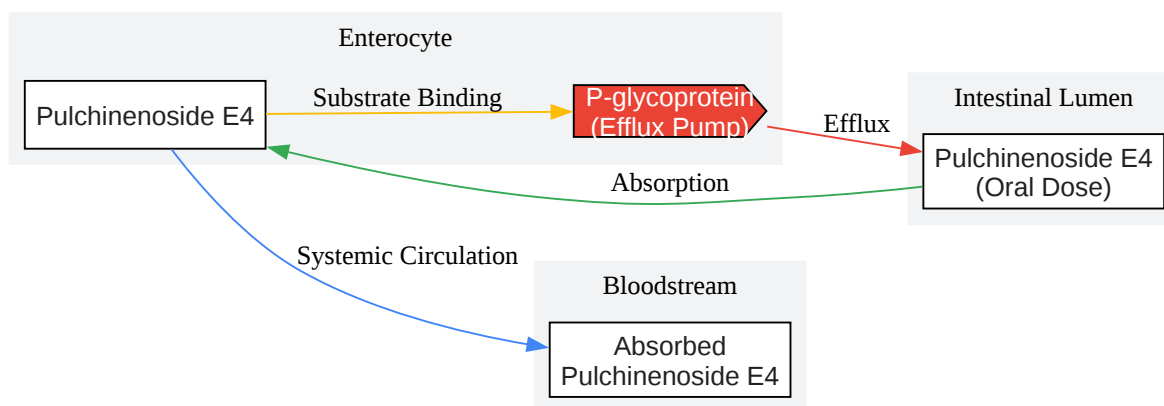 Enterocyte
Pulchinenoside E4
Substrate Binding
P-glycoprotein
(Efflux Pump)
Efflux
Intestinal Lumen
Pulchinenoside E4
(Oral Dose)
Absorption
Systemic Circulation
Bloodstream
Absorbed
Pulchinenoside E4